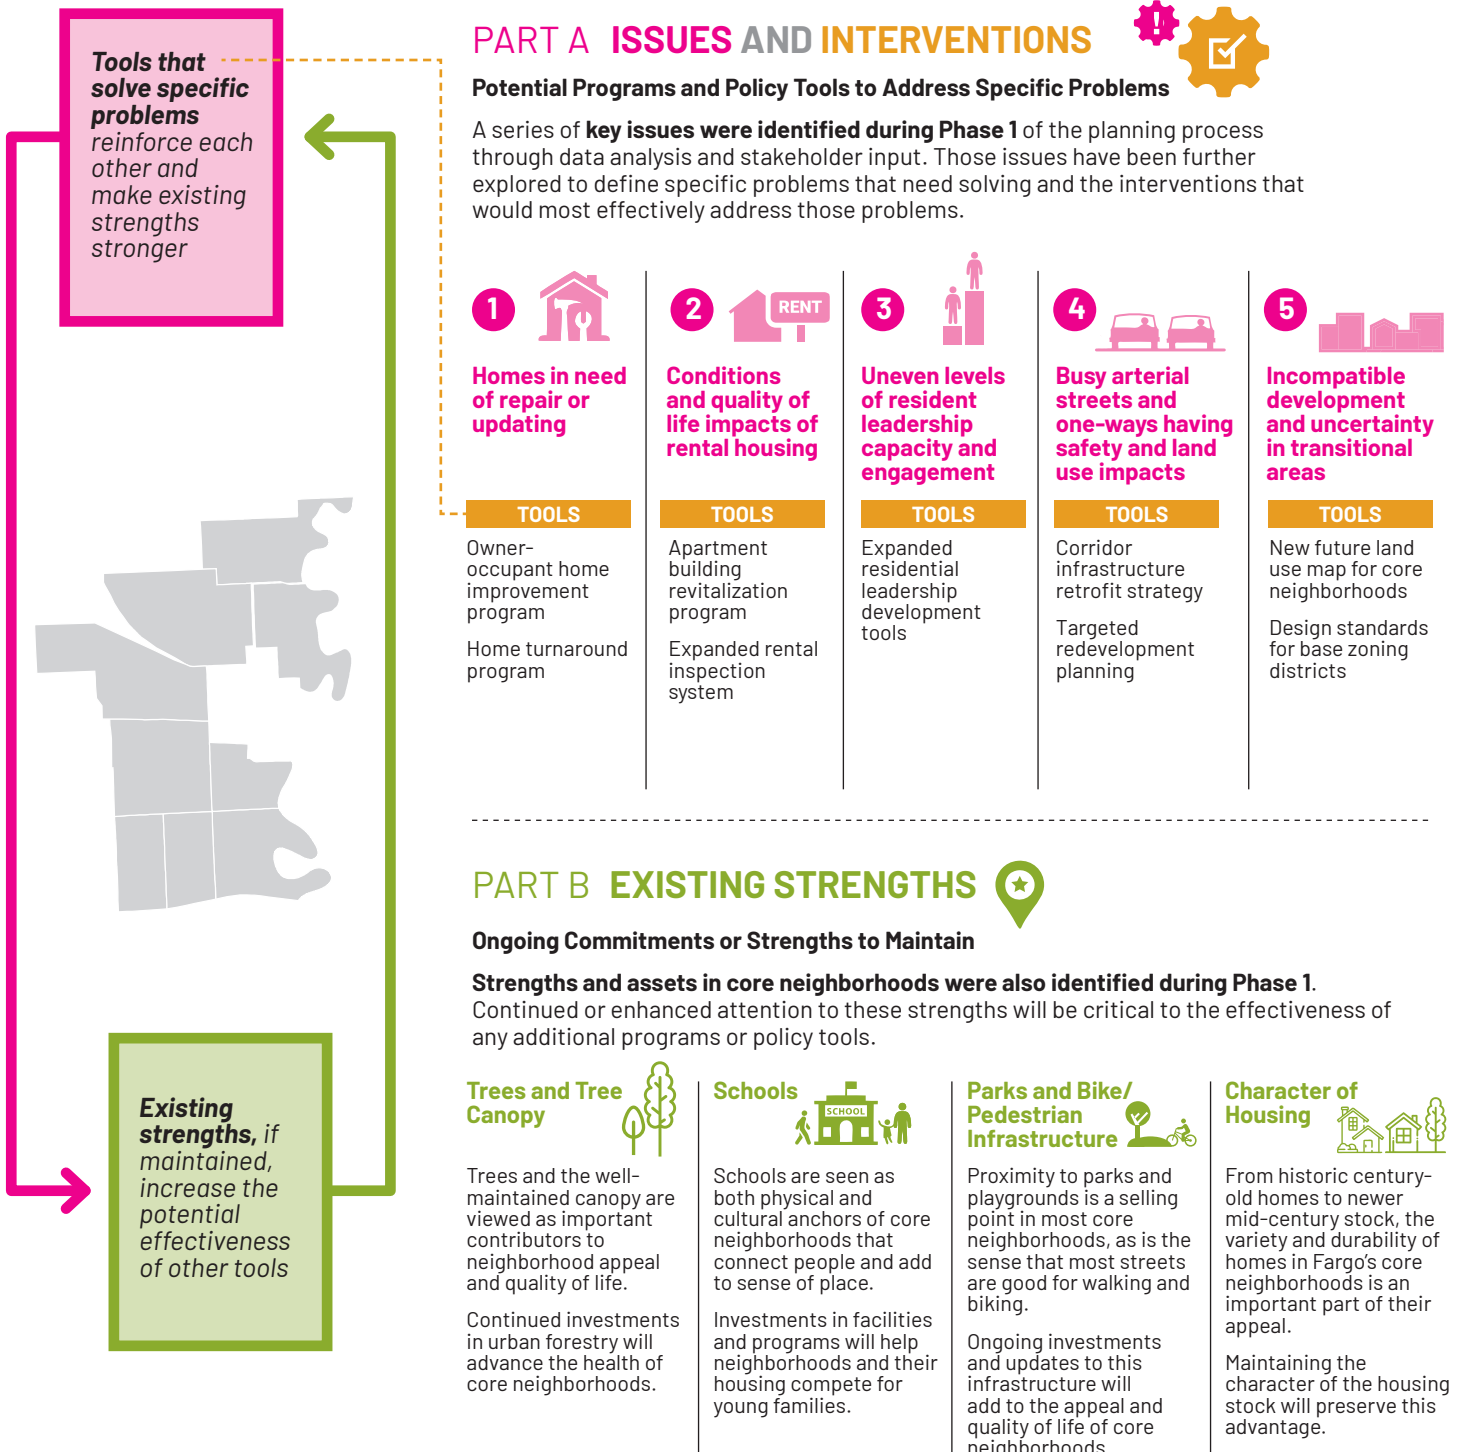 Tools that
solve specific
problems
reinforce each
other and
make existing
strengths
stronger
PART A ISSUES AND INTERVENTIONS
Potential Programs and Policy Tools to Address Specific Problems
A series of key issues were identified during Phase 1 of the planning process
through data analysis and stakeholder input. Those issues have been further
explored to define specific problems that need solving and the interventions that
would most effectively address those problems.
1
Homes in need
of repair or
updating
TOOLS
Owner-
occupant home
improvement
program
Home turnaround
program
2
RENT
Conditions
and quality of
life impacts of
rental housing
TOOLS
Apartment
building
revitalization
program
Expanded rental
inspection
system
3
Uneven levels
of resident
leadership
capacity and
engagement
TOOLS
Expanded
residential
leadership
development
tools
4
Busy arterial
streets and
one-ways having
safety and land
use impacts
TOOLS
Corridor
infrastructure
retrofit strategy
Targeted
redevelopment
planning
5
Incompatible
development
and uncertainty
in transitional
areas
TOOLS
New future land
use map for core
neighborhoods
Design standards
for base zoning
districts
Existing
strengths, if
maintained,
increase the
potential
effectiveness
of other tools
PART B EXISTING STRENGTHS
Ongoing Commitments or Strengths to Maintain
Strengths and assets in core neighborhoods were also identified during Phase 1.
Continued or enhanced attention to these strengths will be critical to the effectiveness of
any additional programs or policy tools.
Trees and Tree
Canopy
Trees and the well-
maintained canopy are
viewed as important
contributors to
neighborhood appeal
and quality of life.
Continued investments
in urban forestry will
advance the health of
core neighborhoods.
Schools
SCHOOL
Schools are seen as
both physical and
cultural anchors of core
neighborhoods that
connect people and add
to sense of place.
Investments in facilities
and programs will help
neighborhoods and their
housing compete for
young families.
Parks and Bike/
Pedestrian
Infrastructure
Proximity to parks and
playgrounds is a selling
point in most core
neighborhoods, as is the
sense that most streets
are good for walking and
biking.
Ongoing investments
and updates to this
infrastructure will
add to the appeal and
quality of life of core
neighborhoods
Character of
Housing
From historic century-
old homes to newer
mid-century stock, the
variety and durability of
homes in Fargo's core
neighborhoods is an
important part of their
appeal.
Maintaining the
character of the housing
stock will preserve this
advantage.